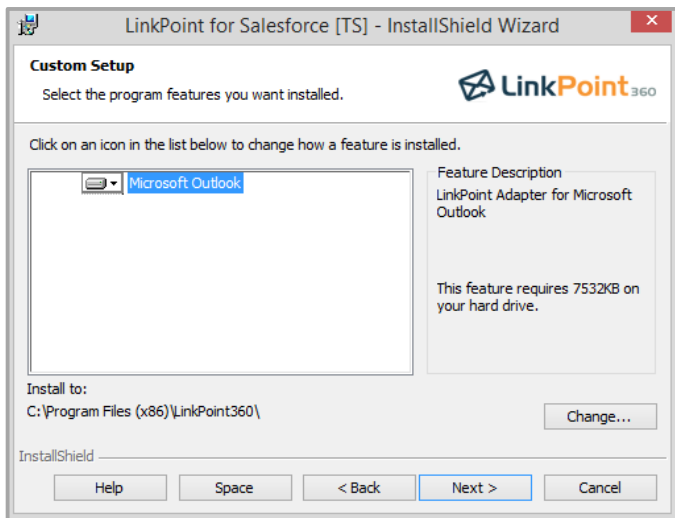 LinkPoint for Salesforce [TS] - InstallShield Wizard
Custom Setup
Select the program features you want installed.
LinkPoint 360
Click on an icon in the list below to change how a feature is installed.
Microsoft Outlook
Feature Description
LinkPoint Adapter for Microsoft
Outlook
This feature requires 7532KB on
your hard drive.
Install to:
C:\Program Files (x86)\LinkPoint360\
Change...
InstallShield
Help
Space
< Back
Next >
Cancel